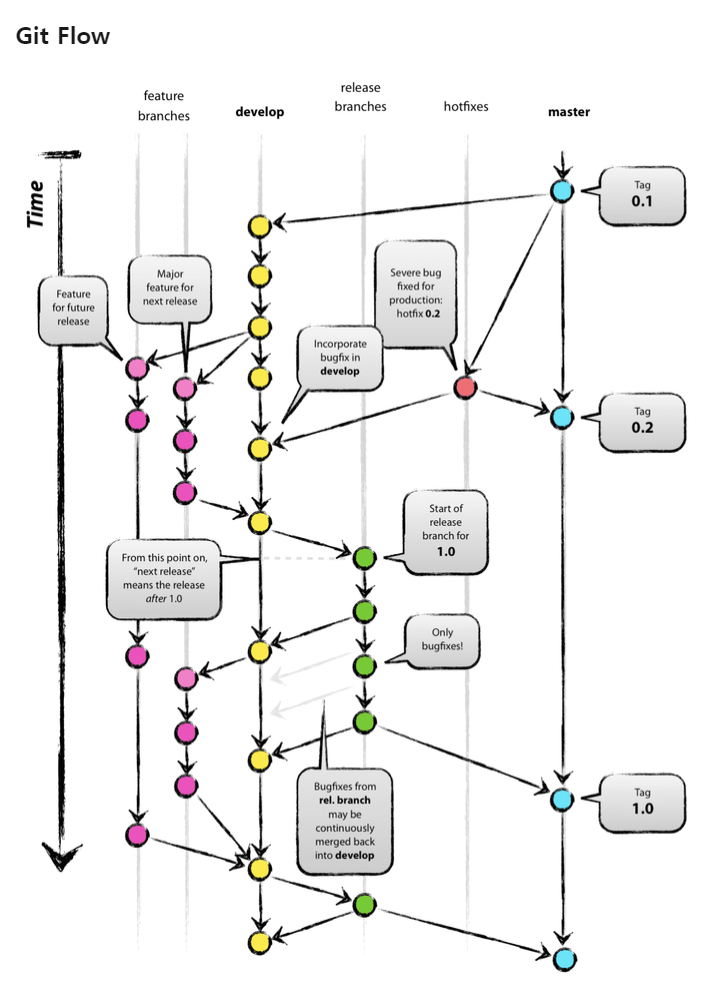 Git Flow
feature
branches
develop
release
branches
hotfixes
master
Time
Tag
0.1
Major
feature for
next release
Severe bug
fixed for
production:
hotfix 0.2
Feature
for future
release
Incorporate
bugfix in
develop
Tag
0.2
Start of
release
branch for
1.0
From this point on,
“next release”
means the release
after 1.0
Only
bugfixes!
Bugfixes from
rel. branch
may be
continuously
merged back
into develop
Tag
1.0